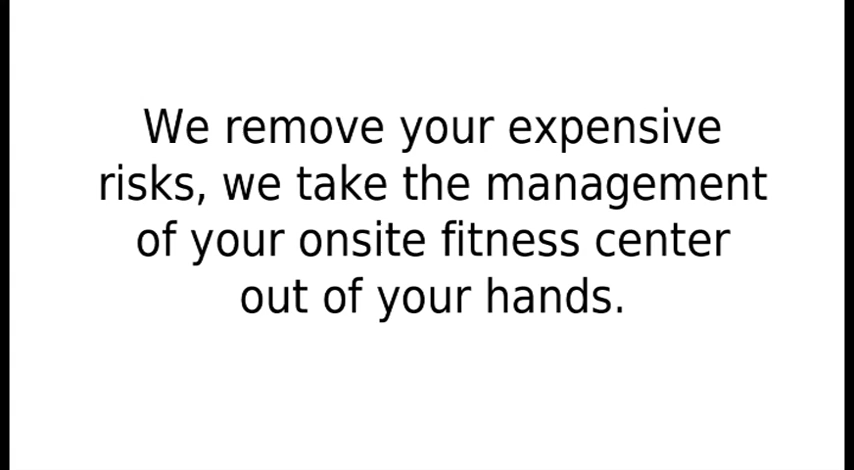 We remove your expensive
risks, we take the management
of your onsite fitness center
out of your hands.